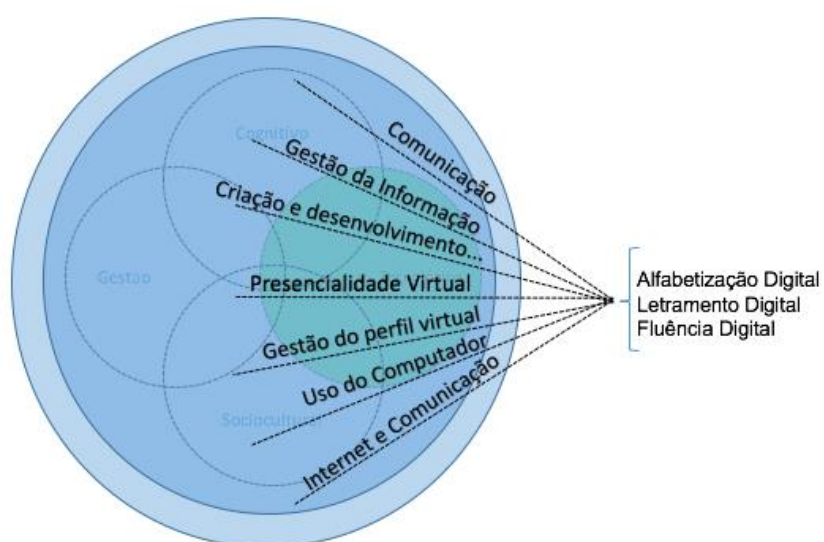 Cognitivo
Comunicação
Gestão da Informação
Criação e desenvolvimento...
Gestão
Presencialidade Virtual
Gestão do perfil virtual
Uso do Computador
Sociocultural
Internet e Comunicação
Alfabetização Digital
Letramento Digital
Fluência Digital